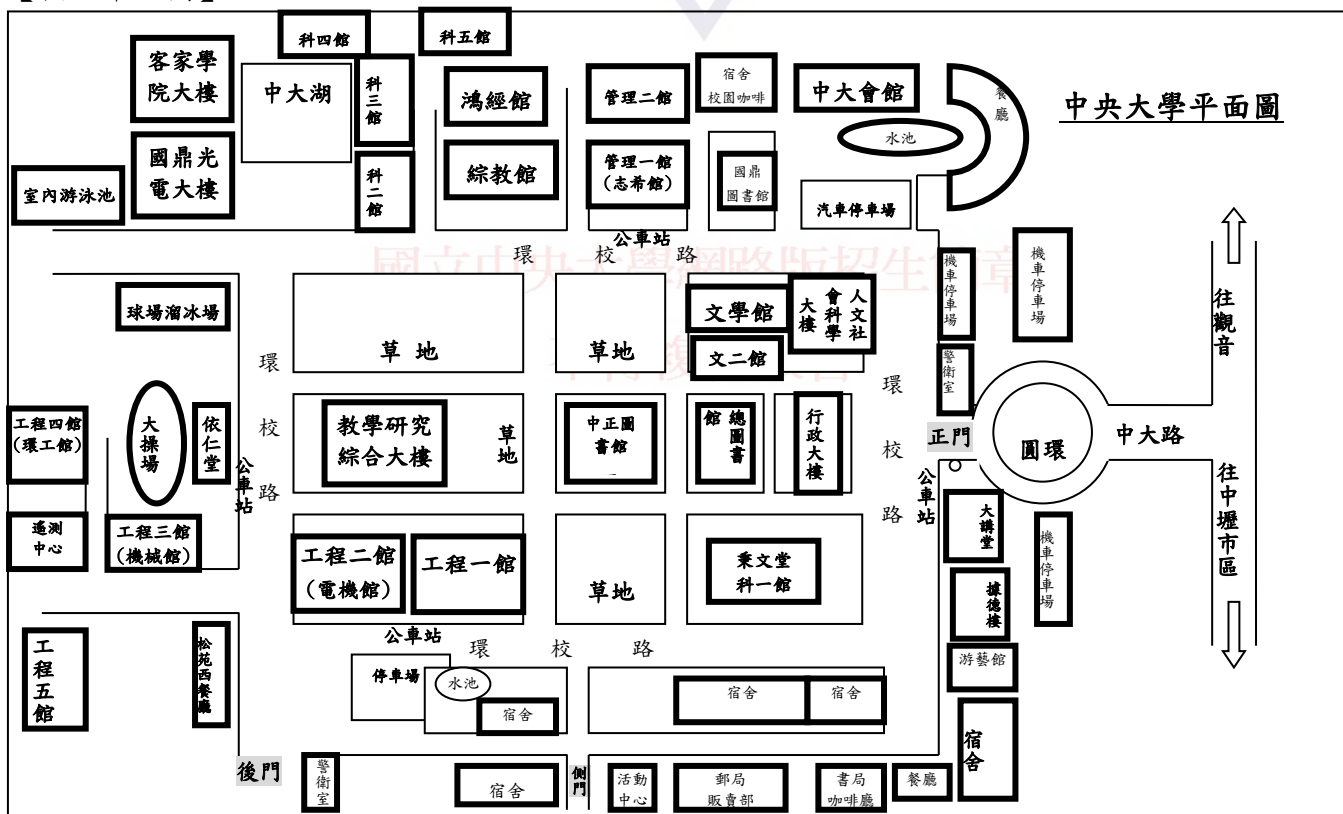 科四館
科五館
客家學
院大樓
中大湖
科三館
鴻經館
管理二館
宿舍
校園咖啡
中大會館
餐廳
水池
中央大學平面圖
國鼎光
電大樓
室內游泳池
科二館
綜教館
管理一館
(志希館)
國鼎
圖書館
汽車停車場
公車站
環校路
國立中央大學網路版招生簡章
機車停車場
機車停車場
往觀音
球場溜冰場
草地
草地
文學館
人文社
會科學
大樓
文二館
警衛室
環校路
環校路
工程四館
(環工館)
大操場
依仁堂
公車站
教學研究
綜合大樓
草地
中正圖
書館
總圖書
館
行政大樓
正門
圓環
中大路
公車站
往中壢市區
遙測
中心
工程三館
(機械館)
工程二館
(電機館)
工程一館
草地
秉文堂
科一館
大講堂
機車停車場
據德樓
公車站
環校路
工程五館
松苑西餐廳
停車場
水池
宿舍
宿舍
宿舍
游藝館
宿舍
後門
警衛室
宿舍
側門
活動
中心
郵局
販賣部
書局
咖啡廳
餐廳